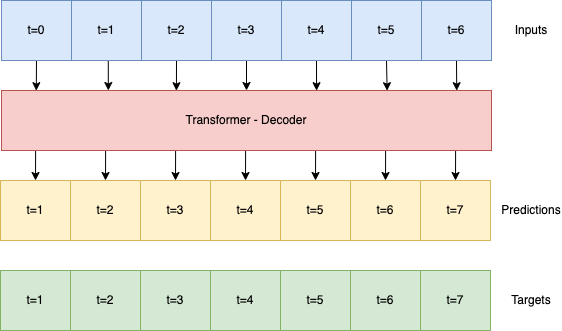 t=0 t=1 t=2 t=3 t=4 t=5 t=6 Inputs
Transformer - Decoder
t=1 t=2 t=3 t=4 t=5 t=6 t=7 Predictions
t=1 t=2 t=3 t=4 t=5 t=6 t=7 Targets